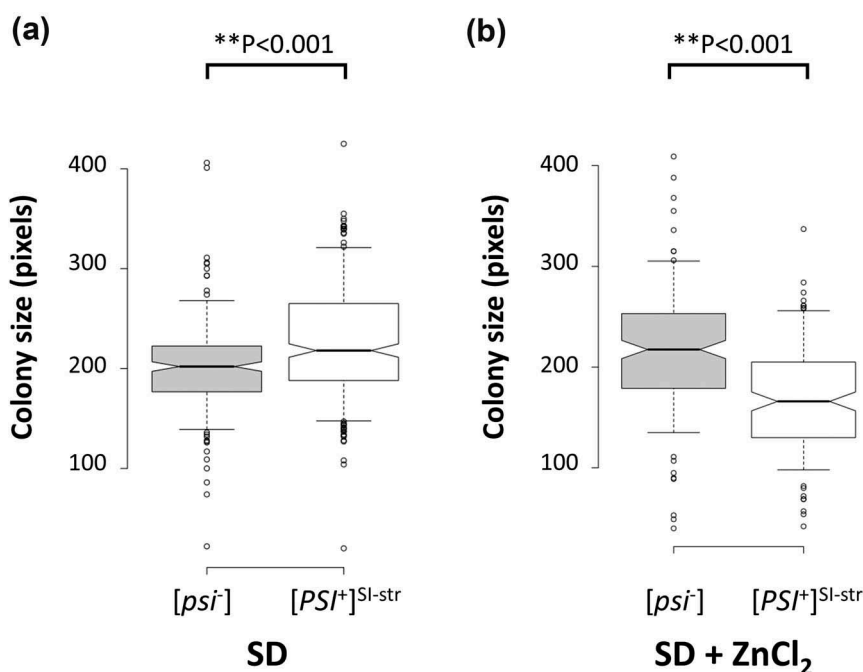 (a)
**P<0.001
Colony size (pixels)
400
300
200
100
[psi⁻]
[PSI⁺]ˢᴵ⁻ˢᵗʳ
SD
(b)
**P<0.001
Colony size (pixels)
400
300
200
100
[psi⁻]
[PSI⁺]ˢᴵ⁻ˢᵗʳ
SD + ZnCl₂